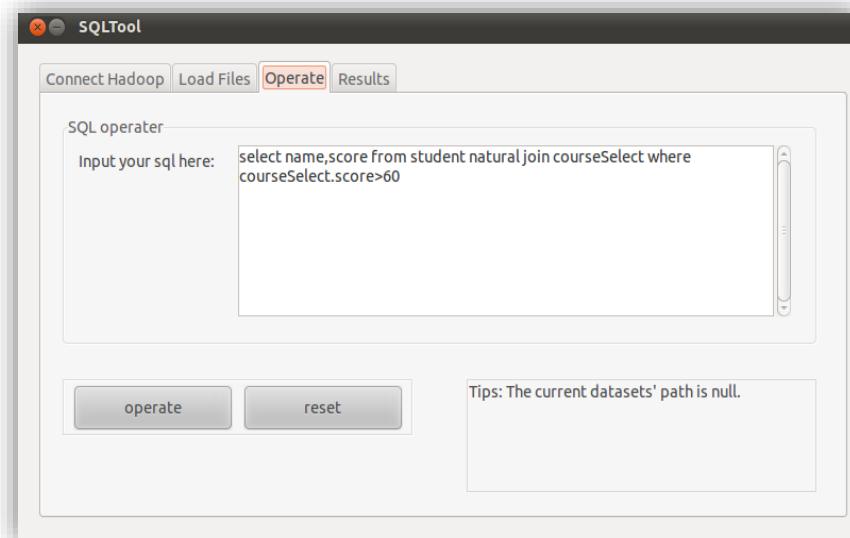 SQLTool
Connect Hadoop Load Files Operate Results
SQL operater
Input your sql here:
select name,score from student natural join courseSelect where
courseSelect.score>60
operate reset
Tips: The current datasets' path is null.